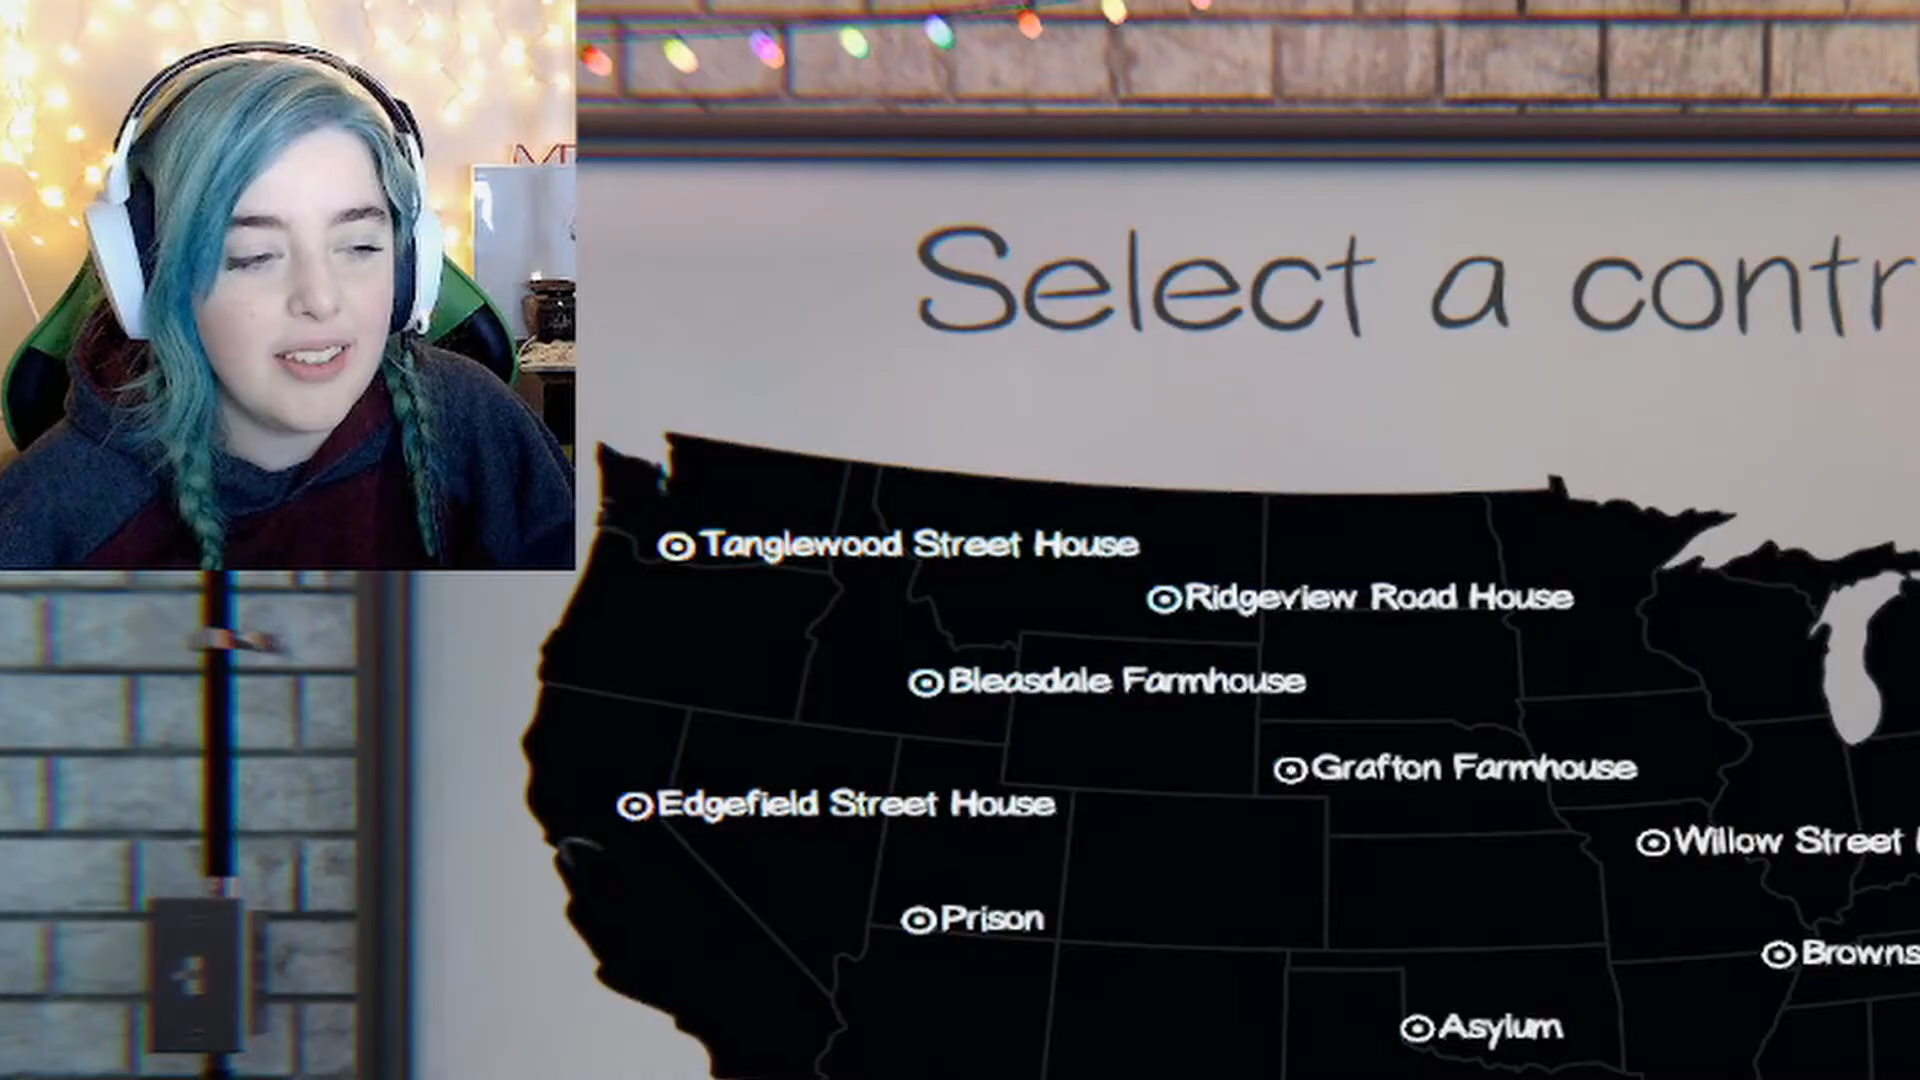 Select a contr
Tanglewood Street House
Ridgeview Road House
Bleasdale Farmhouse
Grafton Farmhouse
Edgefield Street House
Willow Street
Prison
Browns
Asylum